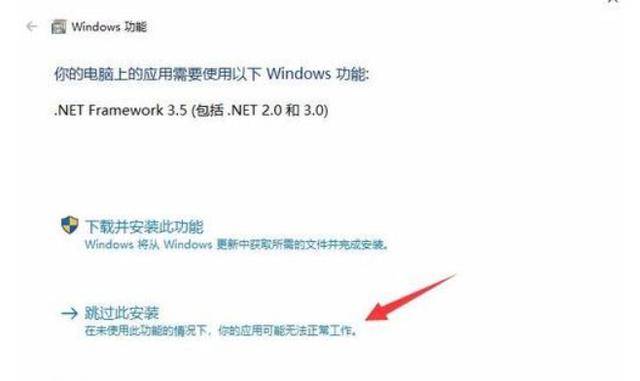 Windows 功能
你的电脑上的应用需要使用以下 Windows 功能:
.NET Framework 3.5 (包括 .NET 2.0 和 3.0)
下载并安装此功能
Windows 将从 Windows 更新中获取所需的文件并完成安装。
跳过此安装
在未使用此功能的情况下，你的应用可能无法正常工作。